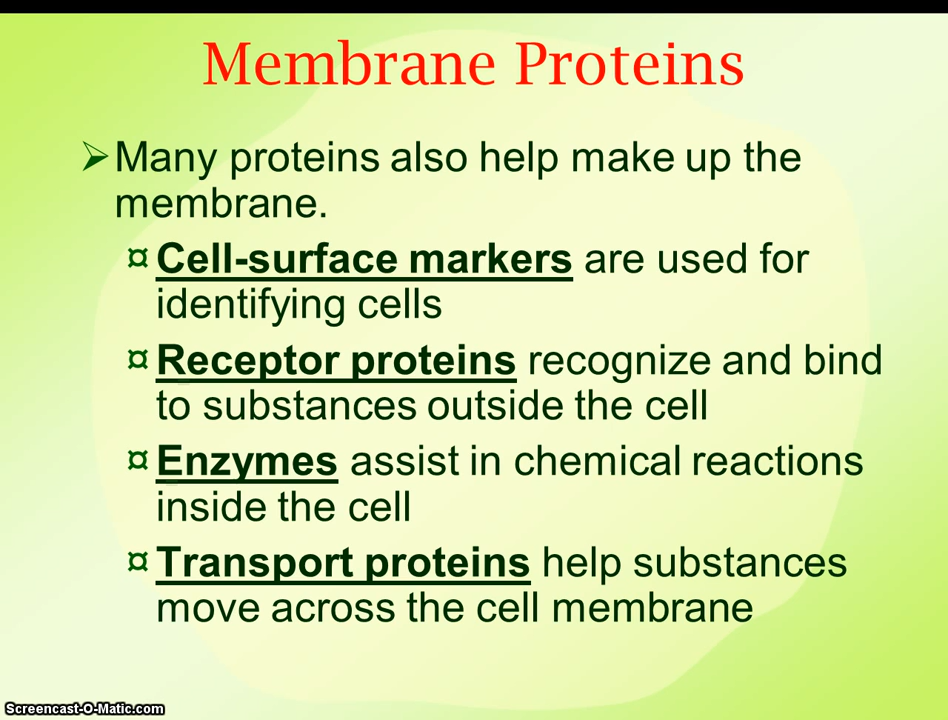 Membrane Proteins
➢Many proteins also help make up the
membrane.
¤Cell-surface markers are used for
identifying cells
¤Receptor proteins recognize and bind
to substances outside the cell
¤Enzymes assist in chemical reactions
inside the cell
¤Transport proteins help substances
move across the cell membrane
Screencast-O-Matic.com